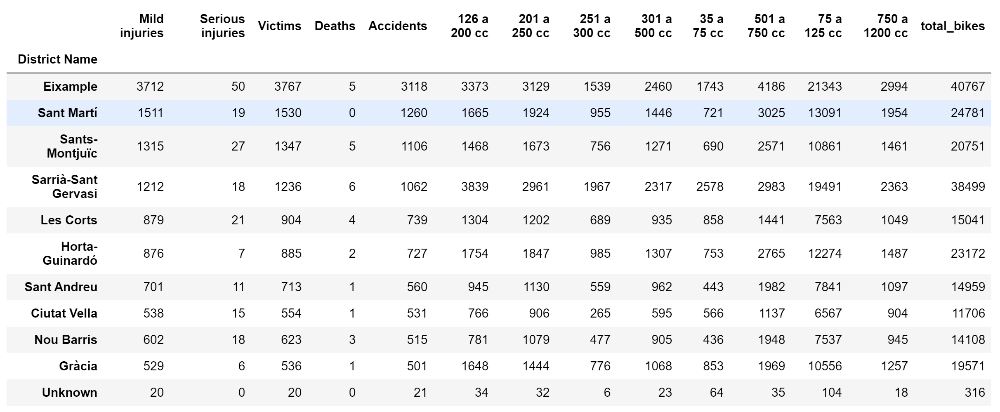 Mild injuries Serious injuries Victims Deaths Accidents 126 a 200 cc 201 a 250 cc 251 a 300 cc 301 a 500 cc 35 a 75 cc 501 a 750 cc 75 a 125 cc 750 a 1200 cc total_bikes
District Name
Eixample 3712 50 3767 5 3118 3373 3129 1539 2460 1743 4186 21343 2994 40767
Sant Martí 1511 19 1530 0 1260 1665 1924 955 1446 721 3025 13091 1954 24781
Sants-Montjuïc 1315 27 1347 5 1106 1468 1673 756 1271 690 2571 10861 1461 20751
Sarrià-Sant Gervasi 1212 18 1236 6 1062 3839 2961 1967 2317 2578 2983 19491 2363 38499
Les Corts 879 21 904 4 739 1304 1202 689 935 858 1441 7563 1049 15041
Horta-Guinardó 876 7 885 2 727 1754 1847 985 1307 753 2765 12274 1487 23172
Sant Andreu 701 11 713 1 560 945 1130 559 962 443 1982 7841 1097 14959
Ciutat Vella 538 15 554 1 531 766 906 265 595 566 1137 6567 904 11706
Nou Barris 602 18 623 3 515 781 1079 477 905 436 1948 7537 945 14108
Gràcia 529 6 536 1 501 1648 1444 776 1068 853 1969 10556 1257 19571
Unknown 20 0 20 0 21 34 32 6 23 64 35 104 18 316